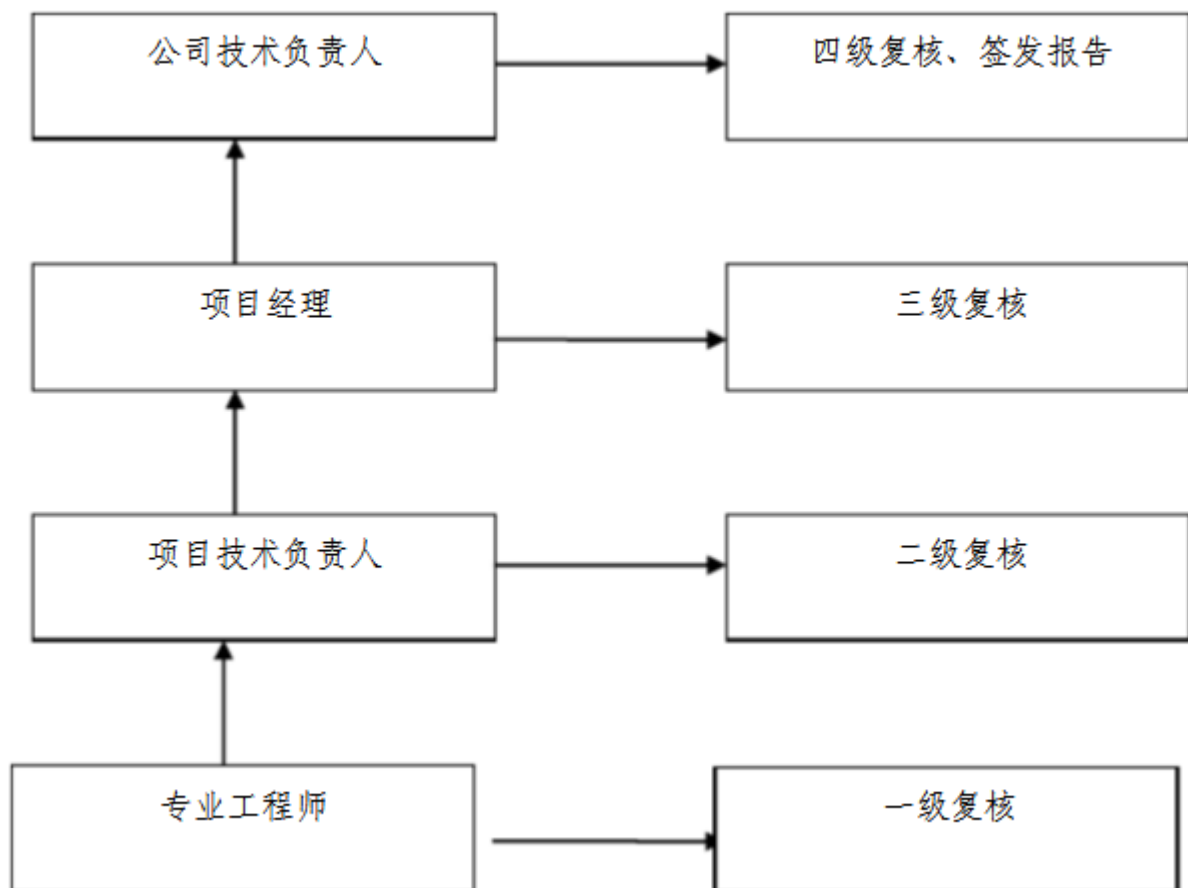 公司技术负责人
四级复核、签发报告
项目经理
三级复核
项目技术负责人
二级复核
专业工程师
一级复核